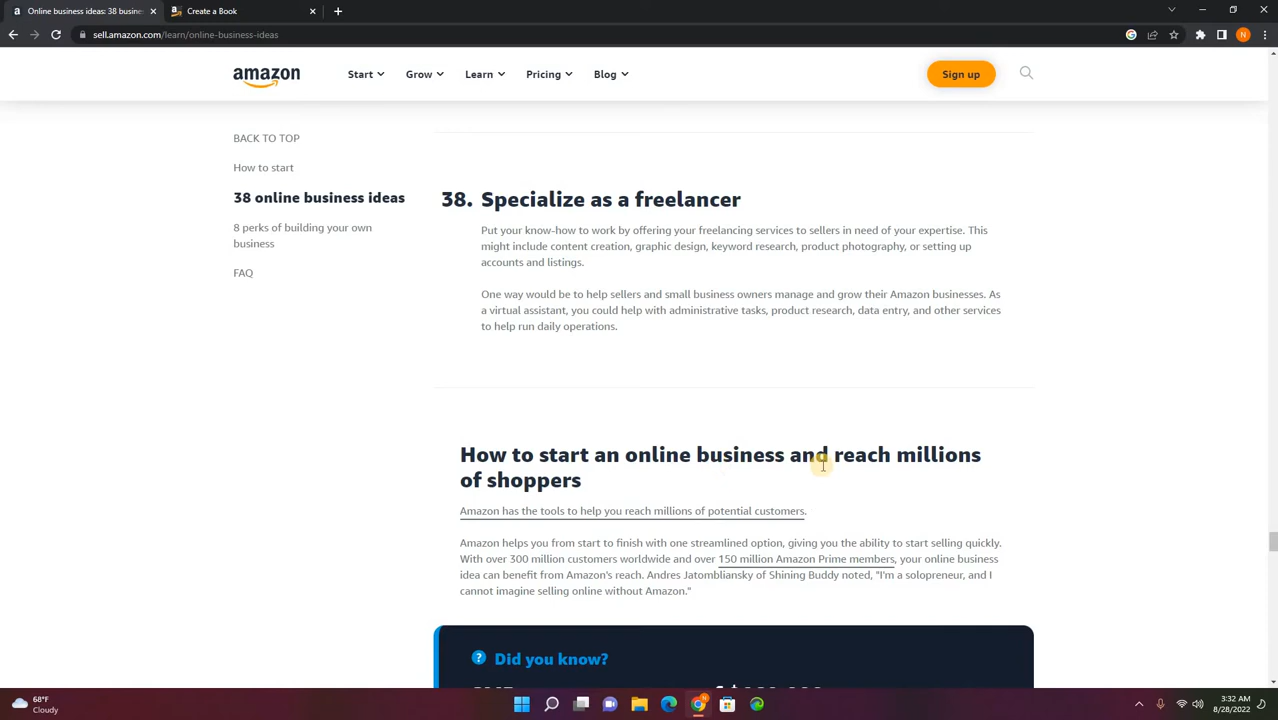 Online business ideas: 38 busine
Create a Book
sell.amazon.com/learn/online-business-ideas
N
amazon
Start
Grow
Learn
Pricing
Blog
Sign up
BACK TO TOP
How to start
38 online business ideas
8 perks of building your own
business
FAQ
38. Specialize as a freelancer
Put your know-how to work by offering your freelancing services to sellers in need of your expertise. This
might include content creation, graphic design, keyword research, product photography, or setting up
accounts and listings.
One way would be to help sellers and small business owners manage and grow their Amazon businesses. As
a virtual assistant, you could help with administrative tasks, product research, data entry, and other services
to help run daily operations.
How to start an online business and reach millions
of shoppers
Amazon has the tools to help you reach millions of potential customers.
Amazon helps you from start to finish with one streamlined option, giving you the ability to start selling quickly.
With over 300 million customers worldwide and over 150 million Amazon Prime members, your online business
idea can benefit from Amazon's reach. Andres Jatombliansky of Shining Buddy noted, "I'm a solopreneur, and I
cannot imagine selling online without Amazon."
? Did you know?
68°F
Cloudy
3:32 AM
8/28/2022